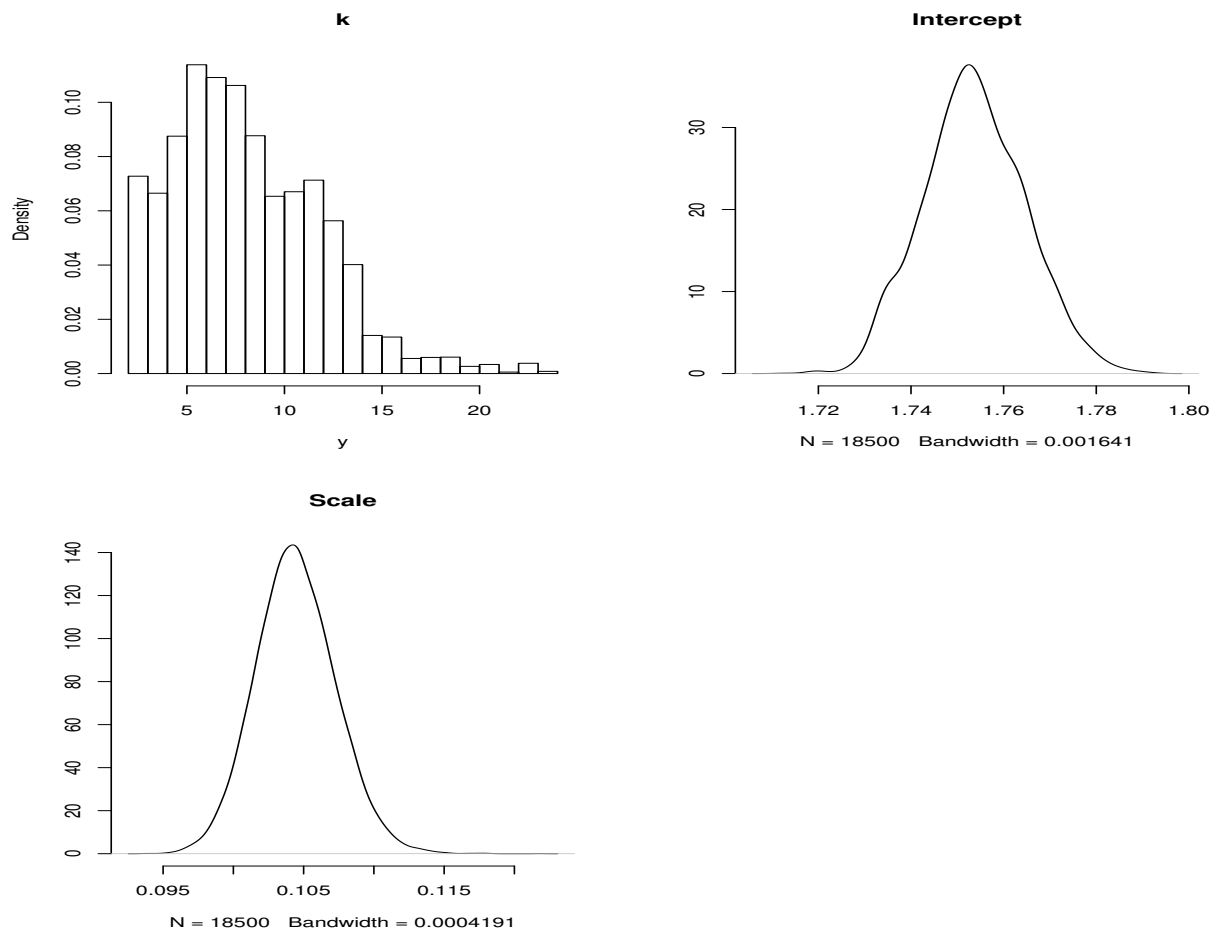 k
Density
0.00 0.02 0.04 0.06 0.08 0.10
5 10 15 20
y
Intercept
0 10 20 30
1.72 1.74 1.76 1.78 1.80
N = 18500 Bandwidth = 0.001641
Scale
0 20 40 60 80 100 120 140
0.095 0.105 0.115
N = 18500 Bandwidth = 0.0004191